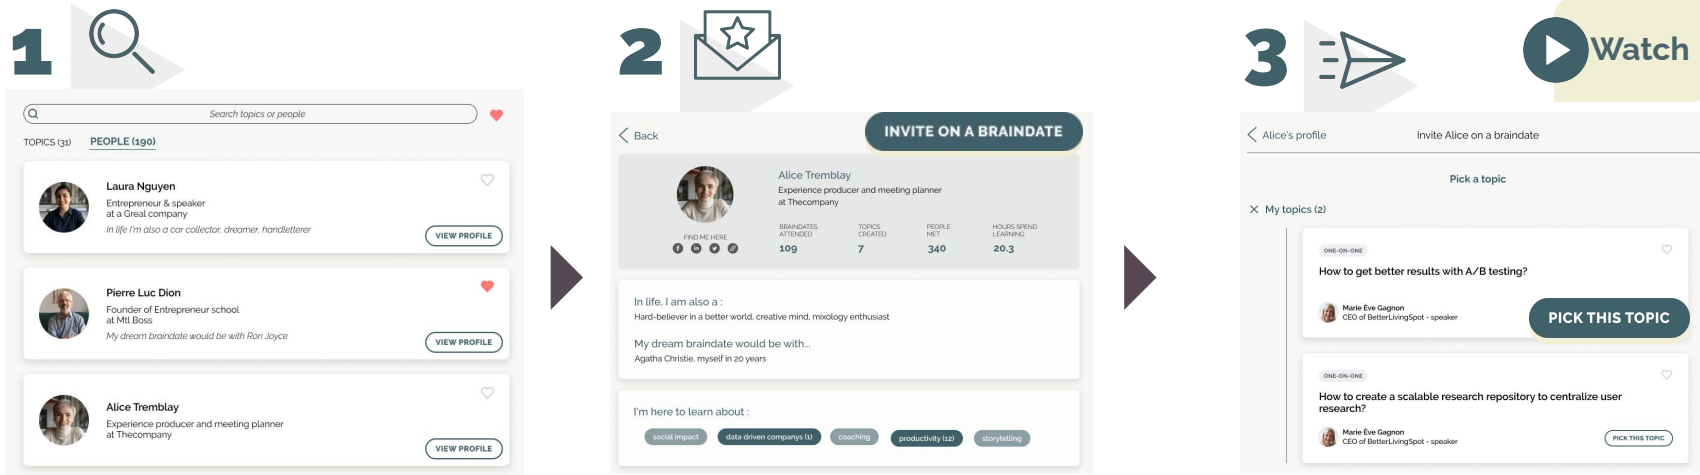 1
Search topics or people
TOPICS (31) PEOPLE (190)
Laura Nguyen
Entrepreneur & speaker
at a Greal company
In life I'm also a car collector, dreamer, handletterer
VIEW PROFILE
Pierre Luc Dion
Founder of Entrepreneur school
at Mtl Boss
My dream braindate would be with Ron Joyce
VIEW PROFILE
Alice Tremblay
Experience producer and meeting planner
at Thecompany
VIEW PROFILE
2
Back
INVITE ON A BRAINDATE
Alice Tremblay
Experience producer and meeting planner
at Thecompany
FIND ME HERE
BRAINDATES
ATTENDED
109
TOPICS
CREATED
7
PEOPLE
MET
340
HOURS SPEND
LEARNING
20.3
In life, I am also a :
Hard-believer in a better world, creative mind, mixology enthusiast
My dream braindate would be with...
Agatha Christie, myself in 20 years
I'm here to learn about :
social impact data driven companys (1) coaching productivity (12) storytelling
3
Watch
Alice's profile
Invite Alice on a braindate
Pick a topic
My topics (2)
ONE-ON-ONE
How to get better results with A/B testing?
Marie Ève Gagnon
CEO of BetterLivingSpot - speaker
PICK THIS TOPIC
ONE-ON-ONE
How to create a scalable research repository to centralize user
research?
Marie Ève Gagnon
CEO of BetterLivingSpot - speaker
PICK THIS TOPIC